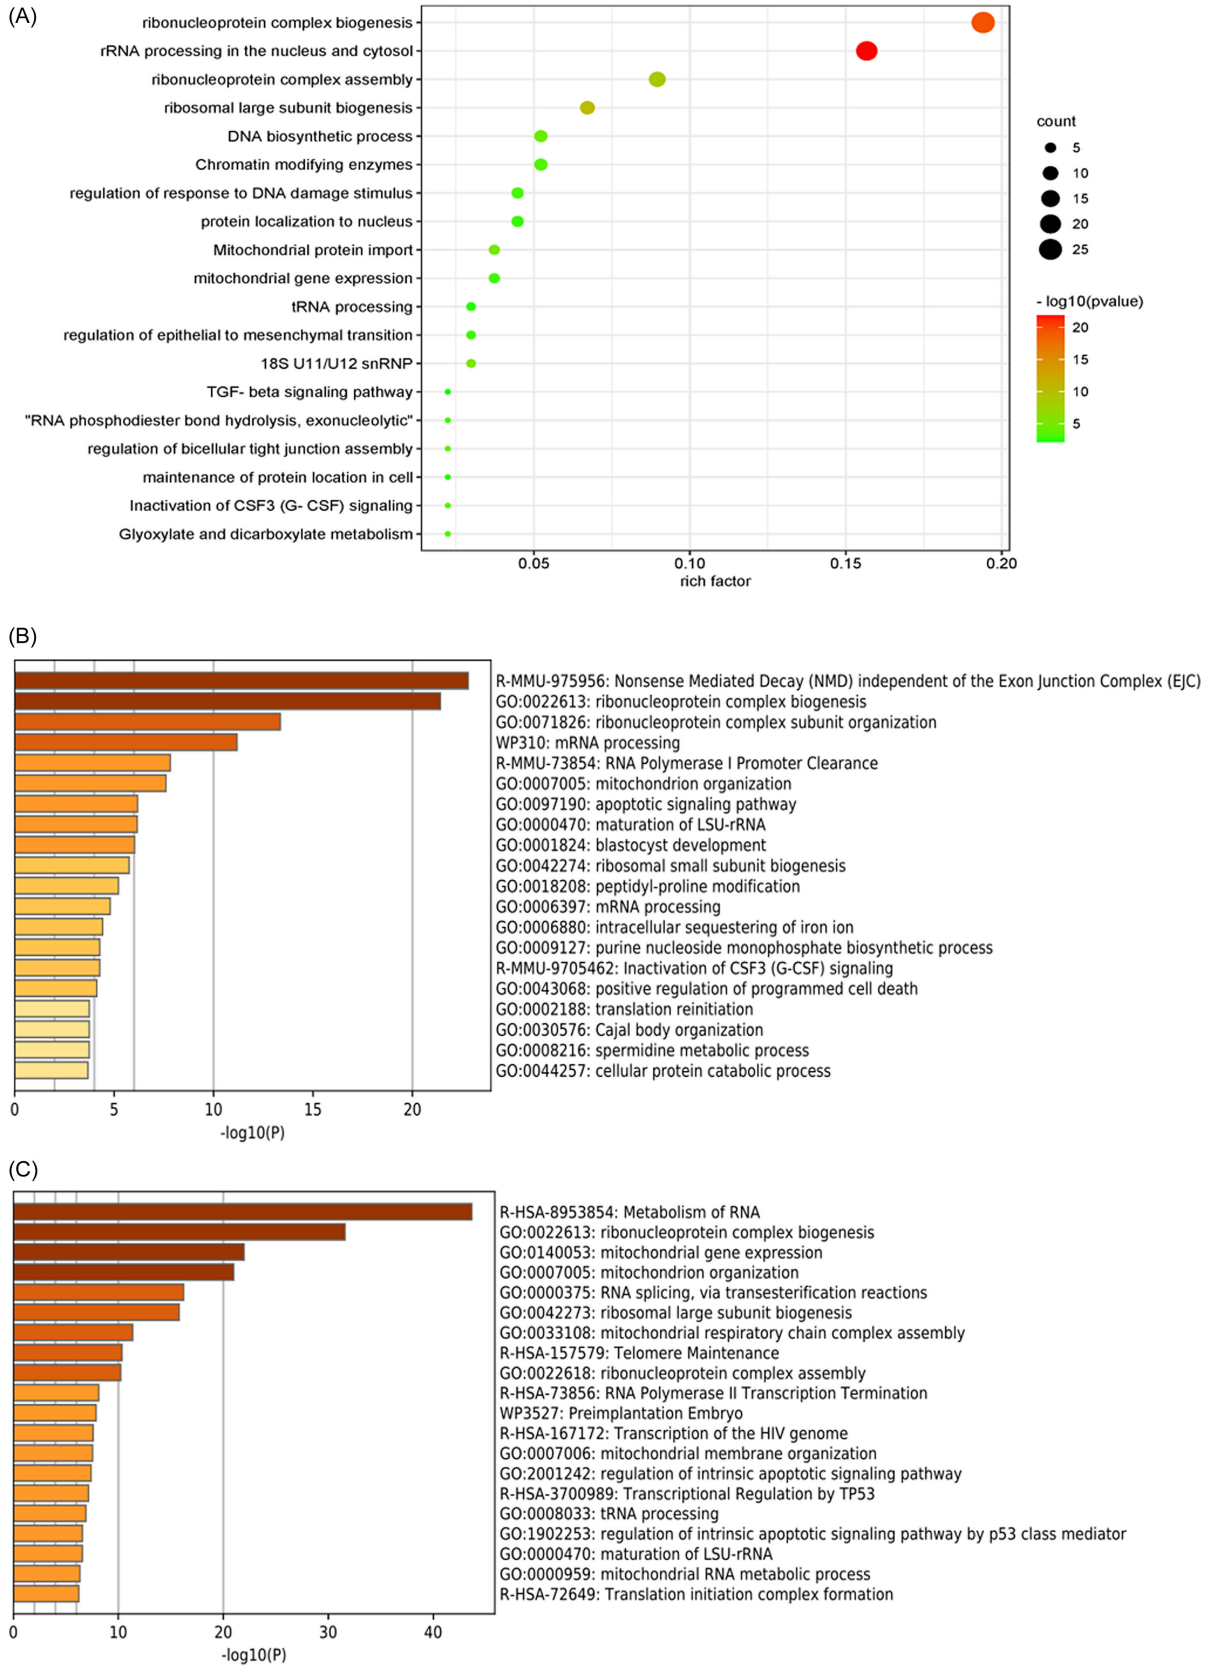 (A)
ribonucleoprotein complex biogenesis
rRNA processing in the nucleus and cytosol
ribonucleoprotein complex assembly
ribosomal large subunit biogenesis
DNA biosynthetic process
Chromatin modifying enzymes
regulation of response to DNA damage stimulus
protein localization to nucleus
Mitochondrial protein import
mitochondrial gene expression
tRNA processing
regulation of epithelial to mesenchymal transition
18S U11/U12 snRNP
TGF- beta signaling pathway
"RNA phosphodiester bond hydrolysis, exonucleolytic"
regulation of bicellular tight junction assembly
maintenance of protein location in cell
Inactivation of CSF3 (G- CSF) signaling
Glyoxylate and dicarboxylate metabolism
0.05 0.10 0.15 0.20
rich factor
count
5
10
15
20
25
- log10(pvalue)
20
15
10
5
(B)
R-MMU-975956: Nonsense Mediated Decay (NMD) independent of the Exon Junction Complex (EJC)
GO:0022613: ribonucleoprotein complex biogenesis
GO:0071826: ribonucleoprotein complex subunit organization
WP310: mRNA processing
R-MMU-73854: RNA Polymerase I Promoter Clearance
GO:0007005: mitochondrion organization
GO:0097190: apoptotic signaling pathway
GO:0000470: maturation of LSU-rRNA
GO:0001824: blastocyst development
GO:0042274: ribosomal small subunit biogenesis
GO:0018208: peptidyl-proline modification
GO:0006397: mRNA processing
GO:0006880: intracellular sequestering of iron ion
GO:0009127: purine nucleoside monophosphate biosynthetic process
R-MMU-9705462: Inactivation of CSF3 (G-CSF) signaling
GO:0043068: positive regulation of programmed cell death
GO:0002188: translation reinitiation
GO:0030576: Cajal body organization
GO:0008216: spermidine metabolic process
GO:0044257: cellular protein catabolic process
0 5 10 15 20
-log10(P)
(C)
R-HSA-8953854: Metabolism of RNA
GO:0022613: ribonucleoprotein complex biogenesis
GO:0140053: mitochondrial gene expression
GO:0007005: mitochondrion organization
GO:0000375: RNA splicing, via transesterification reactions
GO:0042273: ribosomal large subunit biogenesis
GO:0033108: mitochondrial respiratory chain complex assembly
R-HSA-157579: Telomere Maintenance
GO:0022618: ribonucleoprotein complex assembly
R-HSA-73856: RNA Polymerase II Transcription Termination
WP3527: Preimplantation Embryo
R-HSA-167172: Transcription of the HIV genome
GO:0007006: mitochondrial membrane organization
GO:2001242: regulation of intrinsic apoptotic signaling pathway
R-HSA-3700989: Transcriptional Regulation by TP53
GO:0008033: tRNA processing
GO:1902253: regulation of intrinsic apoptotic signaling pathway by p53 class mediator
GO:0000470: maturation of LSU-rRNA
GO:0000959: mitochondrial RNA metabolic process
R-HSA-72649: Translation initiation complex formation
0 10 20 30 40
-log10(P)